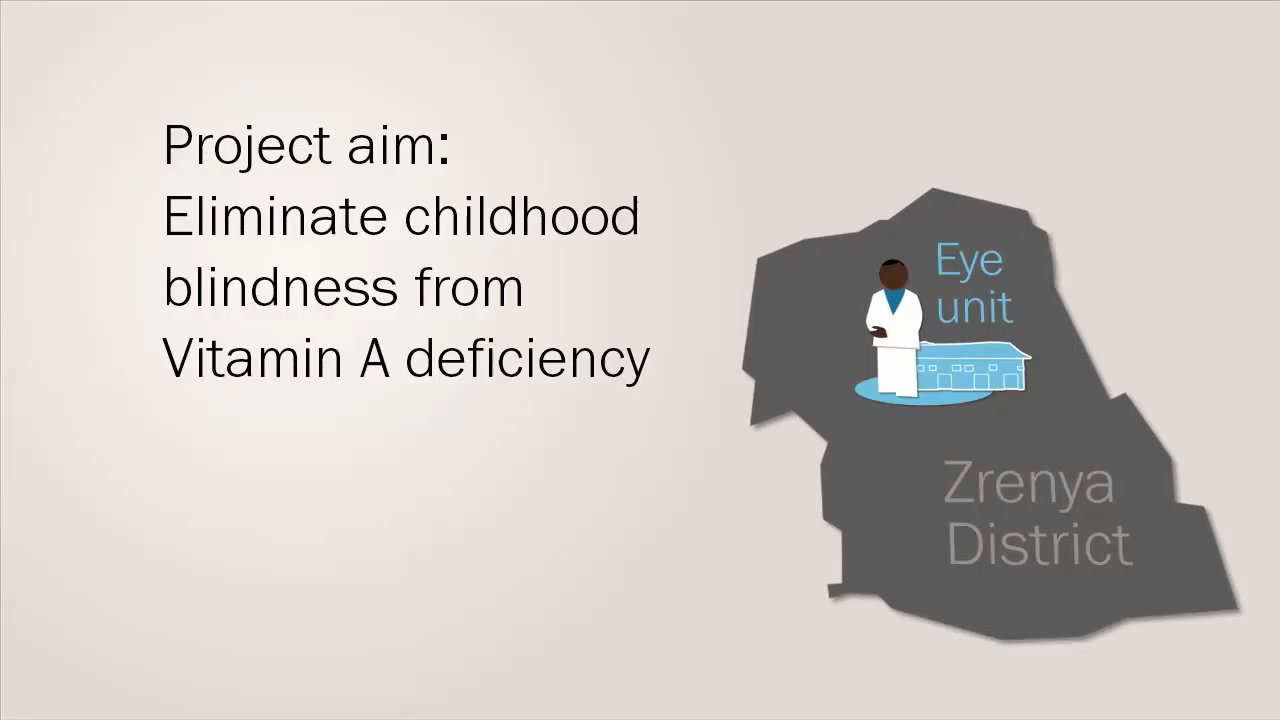 Project aim:
Eliminate childhood
blindness from
Vitamin A deficiency
Eye
unit
Zrenya
District